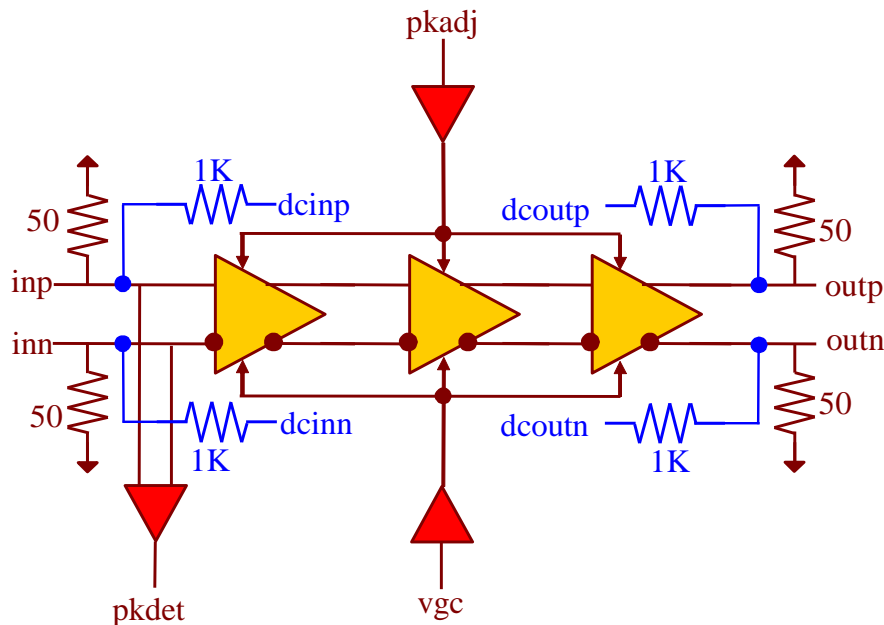 pkadj
1K
1K
50
dcinp
dcoutp
50
inp
outp
inn
outn
50
dcinn
dcoutn
50
1K
1K
pkdet
vgc